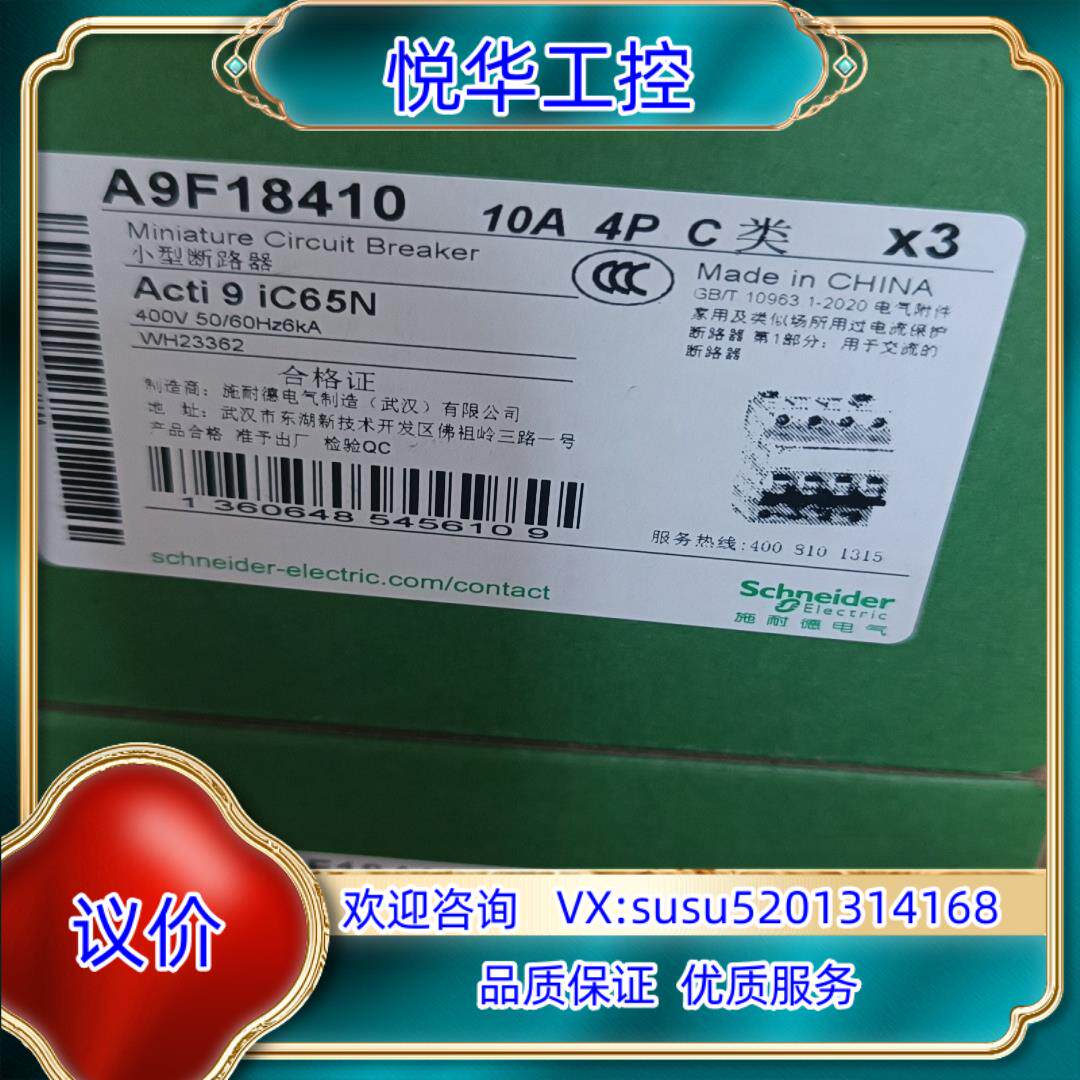 悦华工控
A9F18410 10A 4P C 类 x3
Miniature Circuit Breaker
小型断路器
Acti 9 iC65N
400V 50/60Hz6kA
WH23362
CCC
Made in CHINA
GB/T 10963 1-2020 电气附件
家用及类似场所用过电流保护
断路器 第1部分：用于交流的
断路器
合格证
制造商：施耐德电气制造（武汉）有限公司
地 址：武汉市东湖新技术开发区佛祖岭三路一号
产品合格 准予出厂 检验QC
1 360648 545610 9
服务热线:400 810 1315
schneider-electric.com/contact
Schneider
Electric
施耐德电气
议价
欢迎咨询 VX:susu5201314168
品质保证 优质服务